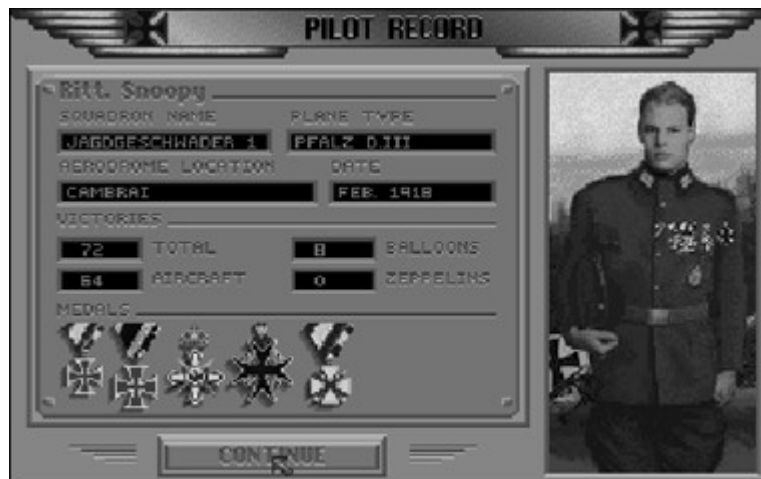 PILOT RECORD
Ritt. Snoopy
SQUADRON NAME PLANE TYPE
JAGDGESCHWADER 1 PFALZ D.III
AERODROME LOCATION DATE
CAMBRAI FEB. 1918
VICTORIES
72 TOTAL 8 BALLOONS
64 AIRCRAFT 0 ZEPPELINS
MEDALS
CONTINUE